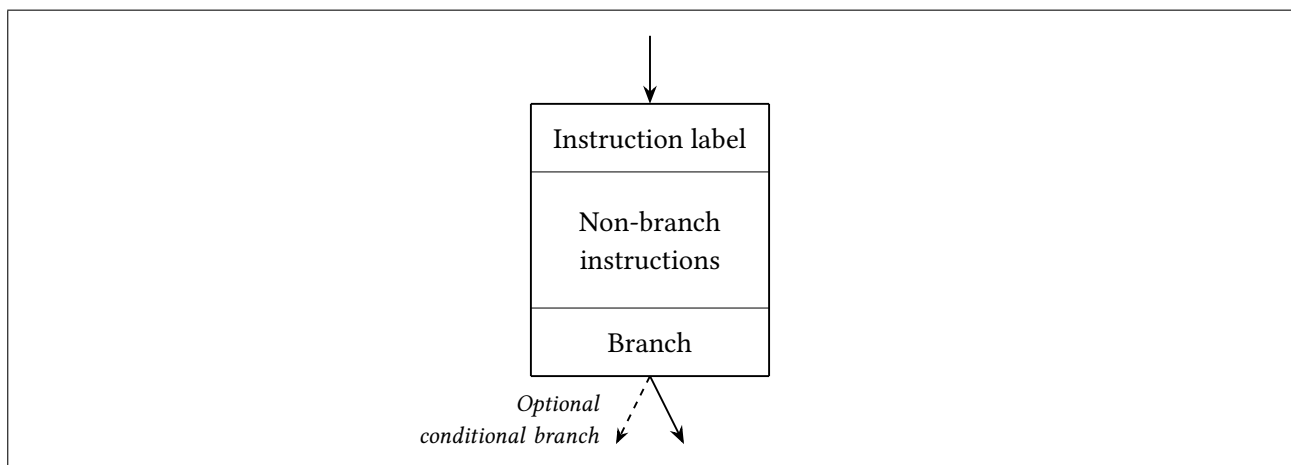 Instruction label
Non-branch
instructions
Branch
Optional
conditional branch